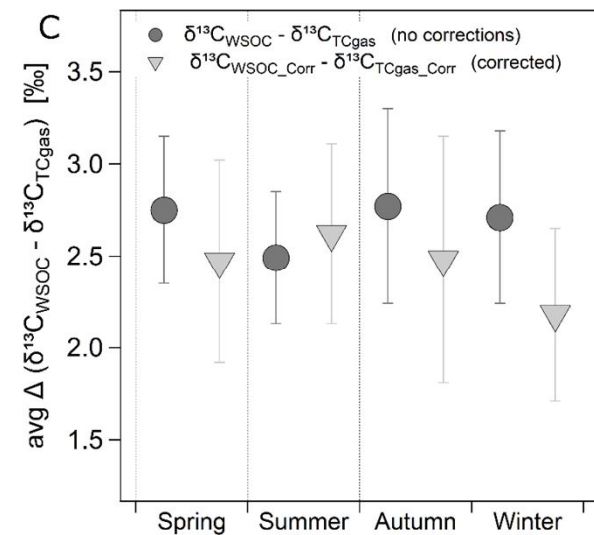 C
δ¹³C_WSOC - δ¹³C_TCgas (no corrections)
δ¹³C_WSOC_Corr - δ¹³C_TCgas_Corr (corrected)
avg Δ (δ¹³C_WSOC - δ¹³C_TCgas) [‰]
3.5
3.0
2.5
2.0
1.5
Spring Summer Autumn Winter